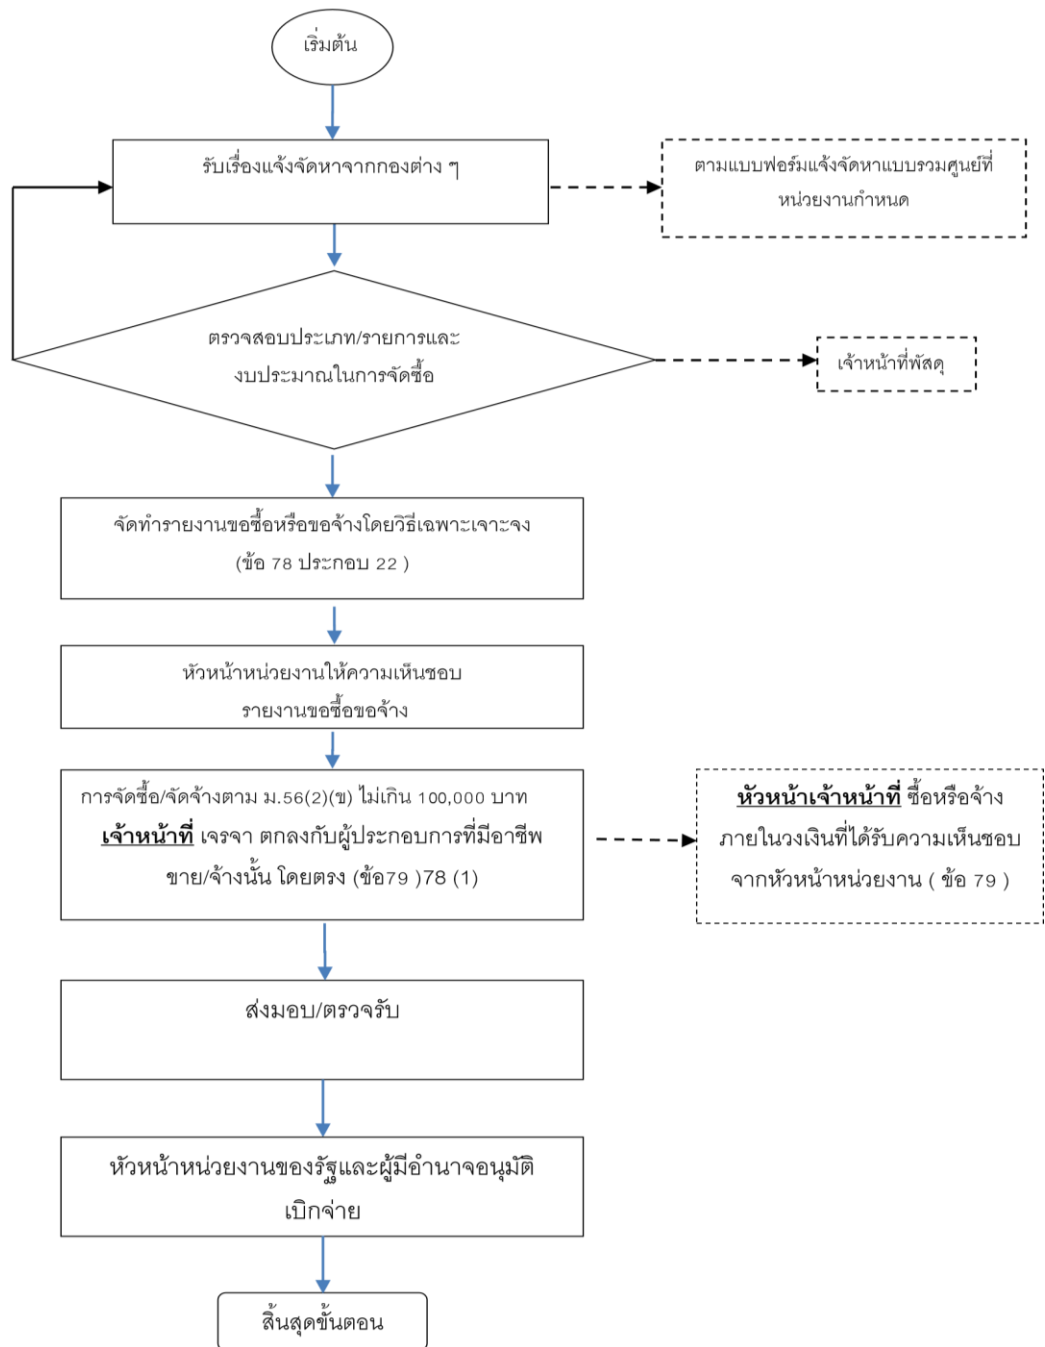 เริ่มต้น
รับเรื่องแจ้งจัดหาจากกองต่าง ๆ
ตามแบบฟอร์มแจ้งจัดหาแบบรวมศูนย์ที่
หน่วยงานกำหนด
ตรวจสอบประเภท/รายการและ
งบประมาณในการจัดซื้อ
เจ้าหน้าที่พัสดุ
จัดทำรายงานขอซื้อหรือขอจ้างโดยวิธีเฉพาะเจาะจง
(ข้อ 78 ประกอบ 22 )
หัวหน้าหน่วยงานให้ความเห็นชอบ
รายงานขอซื้อขอจ้าง
การจัดซื้อ/จัดจ้างตาม ม.56(2)(ข) ไม่เกิน 100,000 บาท
เจ้าหน้าที่ เจรจา ตกลงกับผู้ประกอบการที่มีอาชีพ
ขาย/จ้างนั้น โดยตรง (ข้อ79 )78 (1)
หัวหน้าเจ้าหน้าที่ ซื้อหรือจ้าง
ภายในวงเงินที่ได้รับความเห็นชอบ
จากหัวหน้าหน่วยงาน ( ข้อ 79 )
ส่งมอบ/ตรวจรับ
หัวหน้าหน่วยงานของรัฐและผู้มีอำนาจอนุมัติ
เบิกจ่าย
สิ้นสุดขั้นตอน